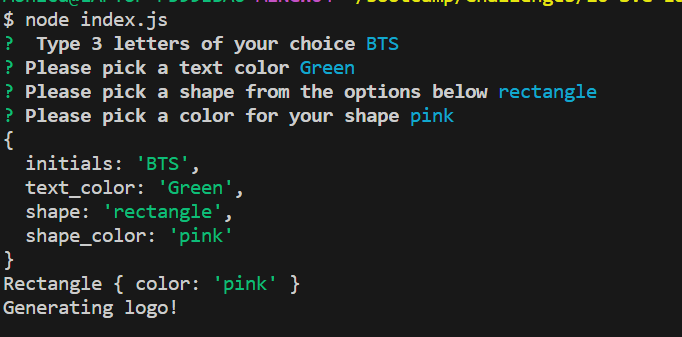 $ node index.js
?  Type 3 letters of your choice BTS
? Please pick a text color Green
? Please pick a shape from the options below rectangle
? Please pick a color for your shape pink
{
  initials: 'BTS',
  text_color: 'Green',
  shape: 'rectangle',
  shape_color: 'pink'
}
Rectangle { color: 'pink' }
Generating logo!